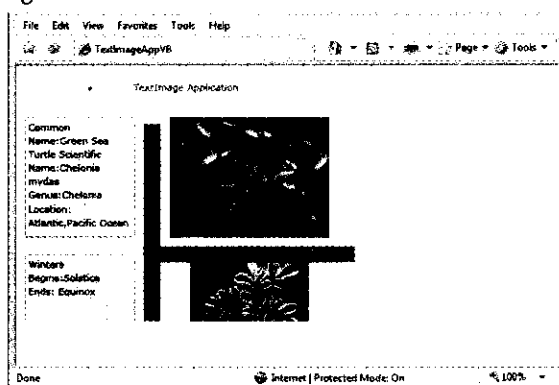 File Edit View Favorites Tools Help
TextImageAppVB
Page Tools
TextImage Application
Common
Name:Green Sea
Turtle Scientific
Name:Chelonia
mydas
Genus:Chelonia
Location:
Atlantic,Pacific Ocean
Winters
Begins:Solstice
Ends: Equinox
Done Internet | Protected Mode: On 100%